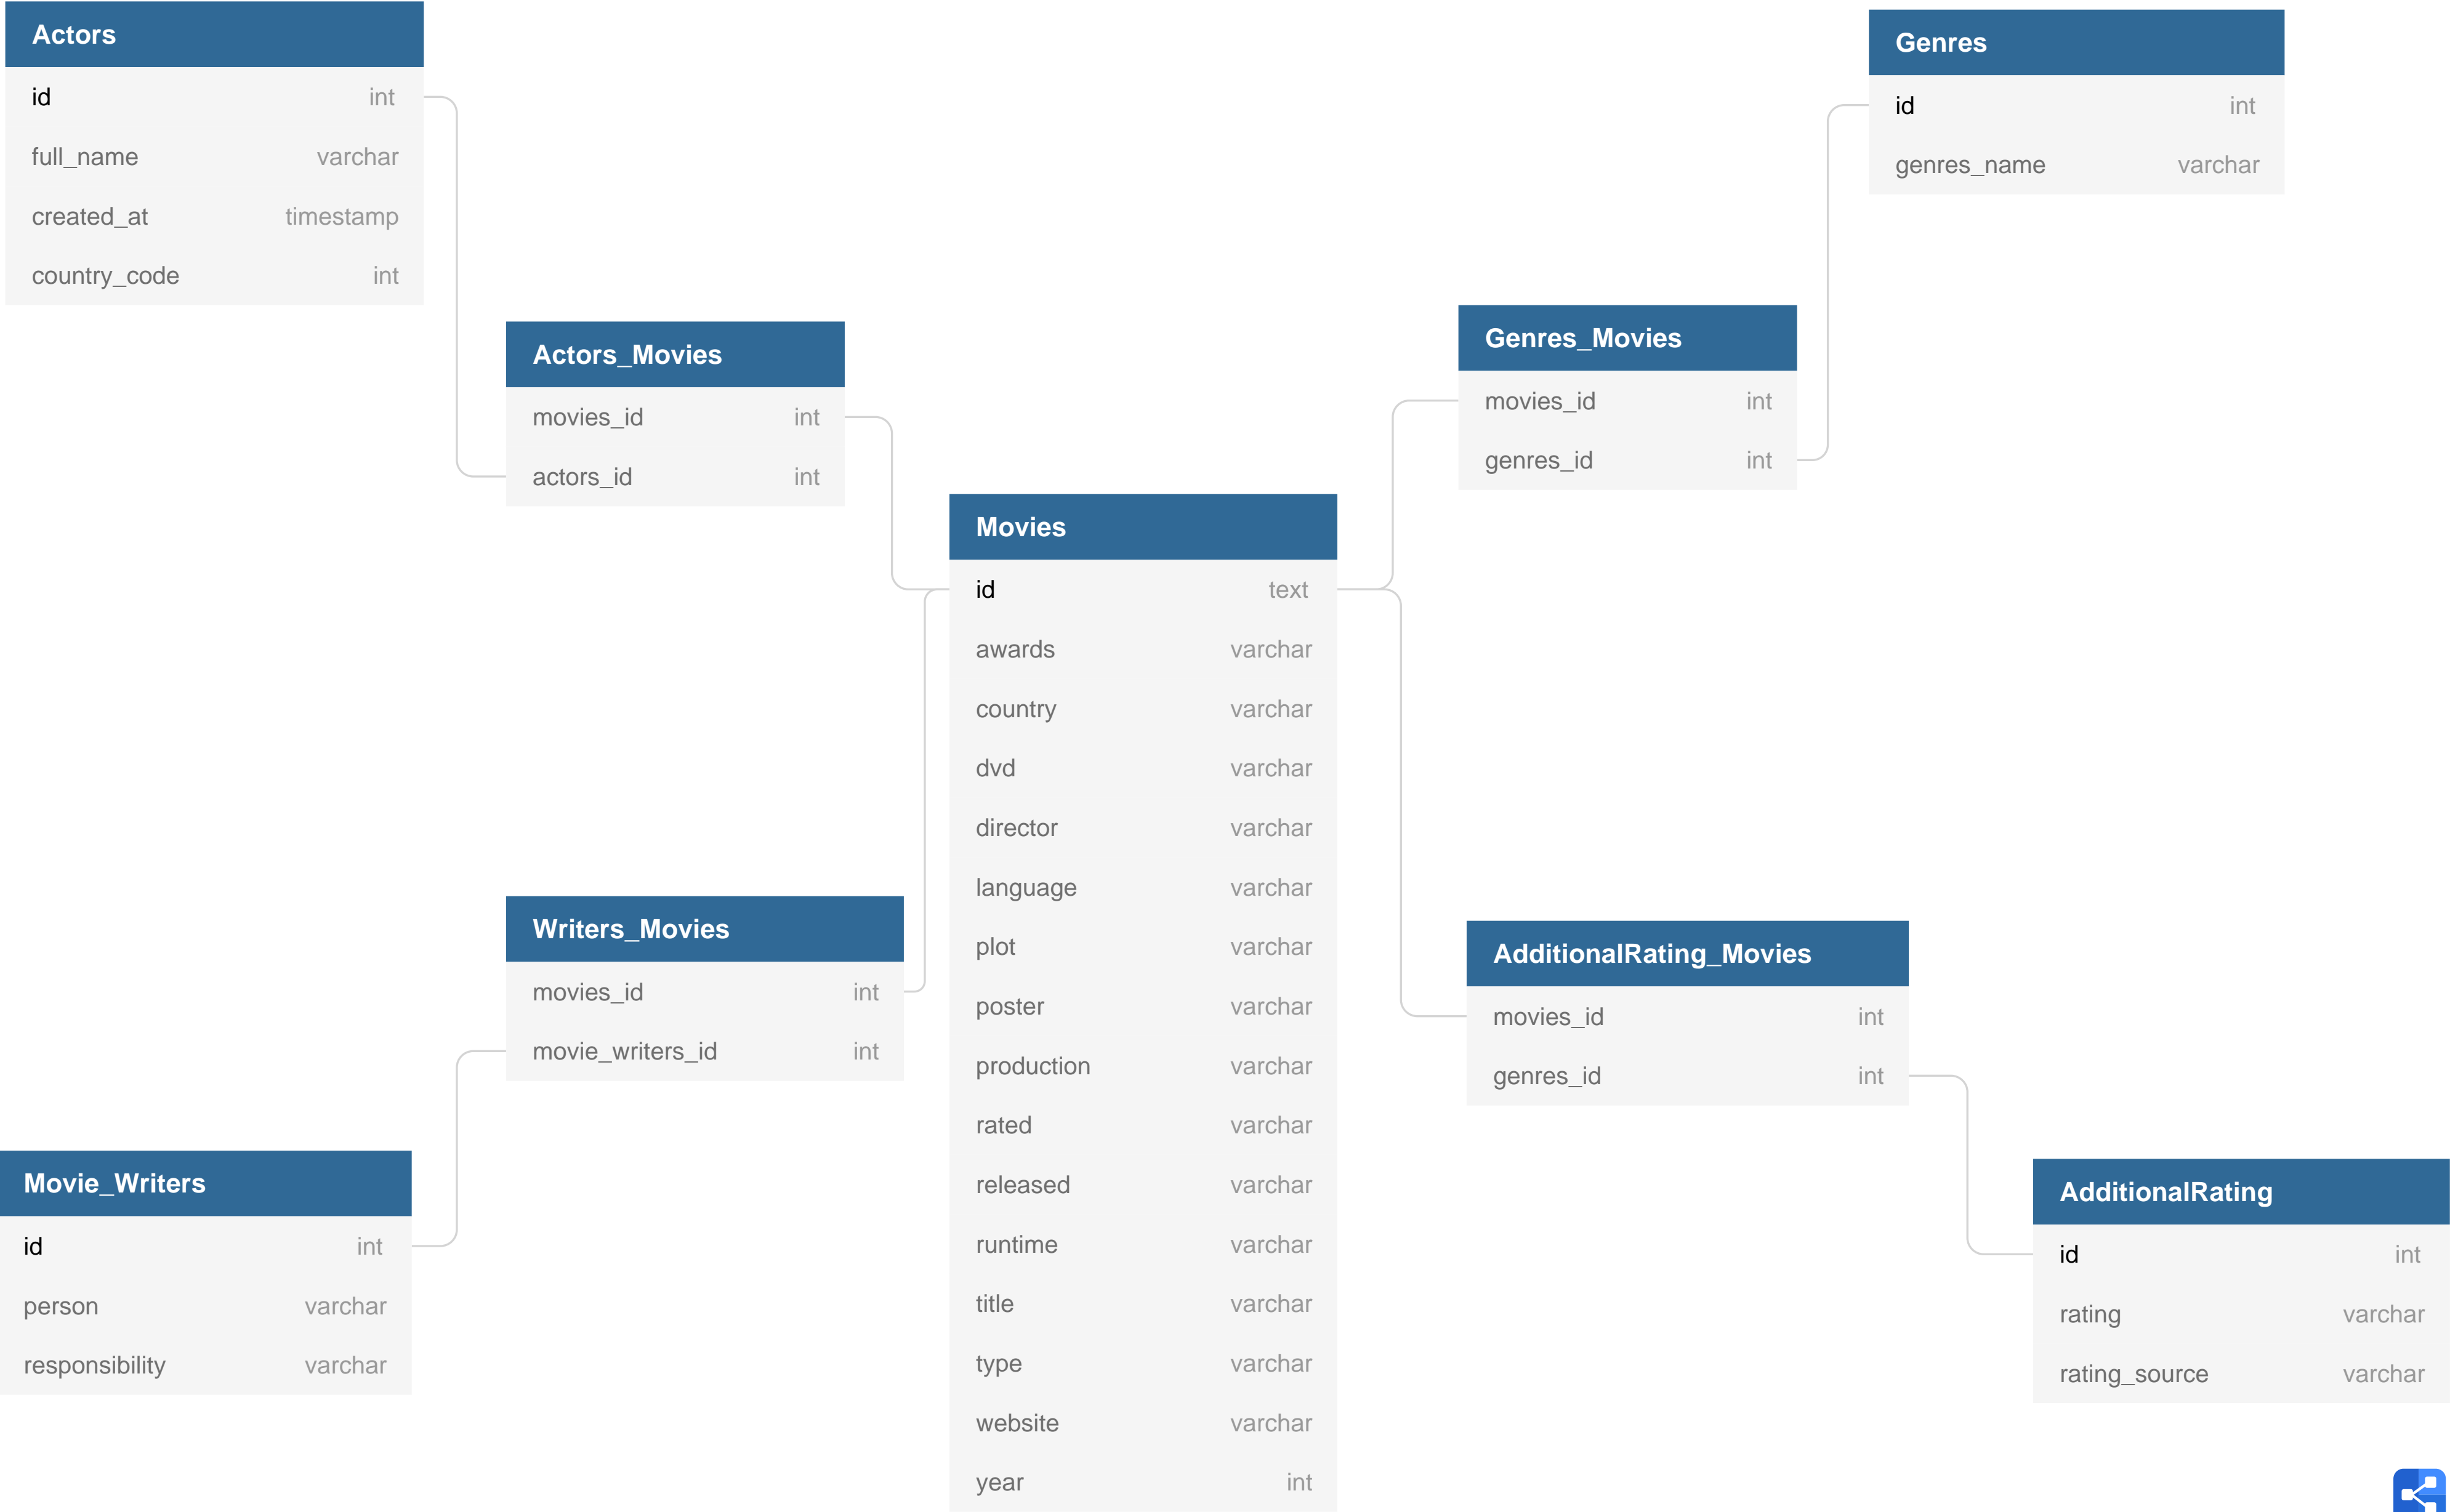 Actors
id int
full_name varchar
created_at timestamp
country_code int
Genres
id int
genres_name varchar
Actors_Movies
movies_id int
actors_id int
Genres_Movies
movies_id int
genres_id int
Movies
id text
awards varchar
country varchar
dvd varchar
director varchar
language varchar
plot varchar
poster varchar
production varchar
rated varchar
released varchar
runtime varchar
title varchar
type varchar
website varchar
year int
Writers_Movies
movies_id int
movie_writers_id int
AdditionalRating_Movies
movies_id int
genres_id int
Movie_Writers
id int
person varchar
responsibility varchar
AdditionalRating
id int
rating varchar
rating_source varchar